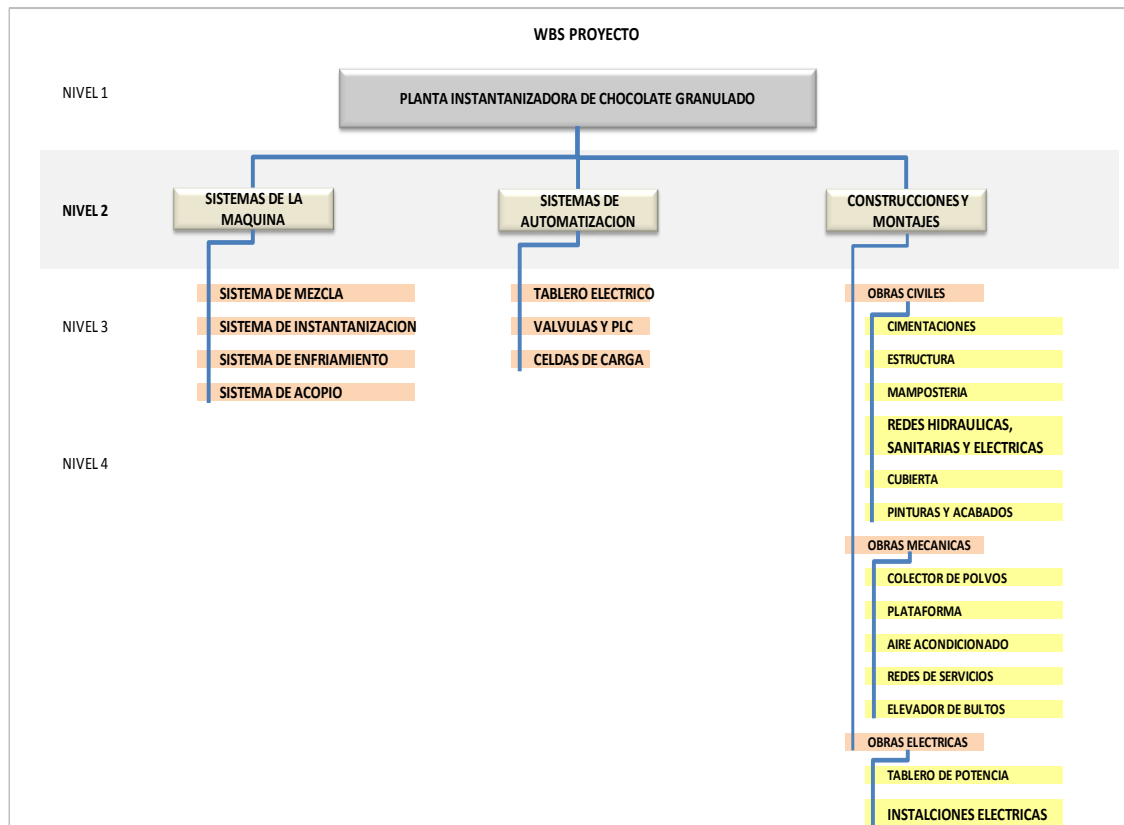 WBS PROYECTO
NIVEL 1
PLANTA INSTANTANIZADORA DE CHOCOLATE GRANULADO
NIVEL 2
SISTEMAS DE LA
MAQUINA
SISTEMAS DE
AUTOMATIZACION
CONSTRUCCIONES Y
MONTAJES
NIVEL 3
SISTEMA DE MEZCLA
SISTEMA DE INSTANTANIZACION
SISTEMA DE ENFRIAMIENTO
SISTEMA DE ACOPIO
TABLERO ELECTRICO
VALVULAS Y PLC
CELDAS DE CARGA
OBRAS CIVILES
NIVEL 4
CIMENTACIONES
ESTRUCTURA
MAMPOSTERIA
REDES HIDRAULICAS,
SANITARIAS Y ELECTRICAS
CUBIERTA
PINTURAS Y ACABADOS
OBRAS MECANICAS
COLECTOR DE POLVOS
PLATAFORMA
AIRE ACONDICIONADO
REDES DE SERVICIOS
ELEVADOR DE BULTOS
OBRAS ELECTRICAS
TABLERO DE POTENCIA
INSTALCIONES ELECTRICAS